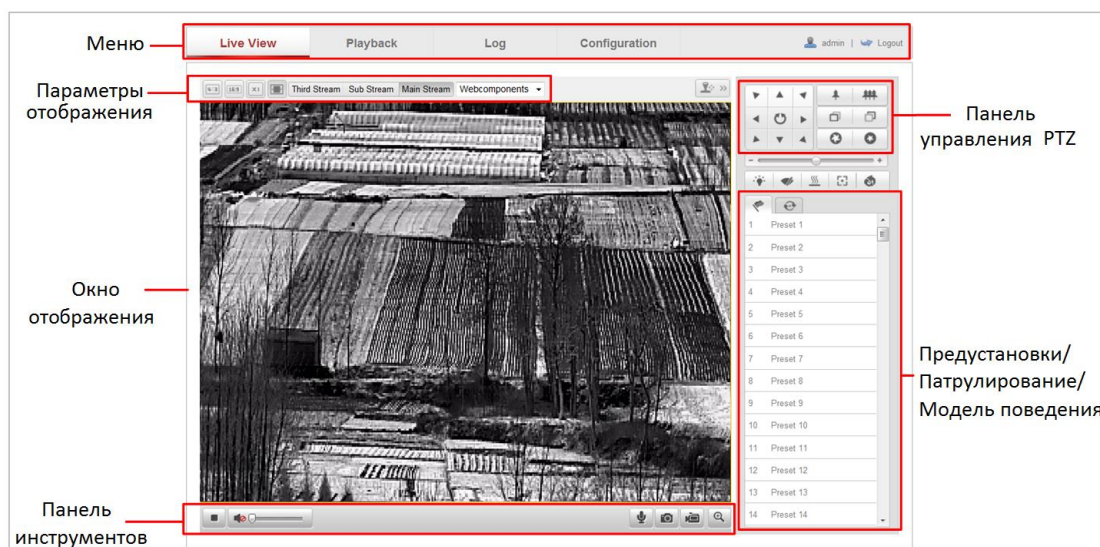 Меню
Live View Playback Log Configuration admin | Logout
Параметры
отображения
Third Stream Sub Stream Main Stream Webcomponents
Панель
управления PTZ
1 Preset 1
2 Preset 2
3 Preset 3
4 Preset 4
5 Preset 5
6 Preset 6
7 Preset 7
8 Preset 8
9 Preset 9
10 Preset 10
11 Preset 11
12 Preset 12
13 Preset 13
14 Preset 14
Окно
отображения
Предустановки/
Патрулирование/
Модель поведения
Панель
инструментов